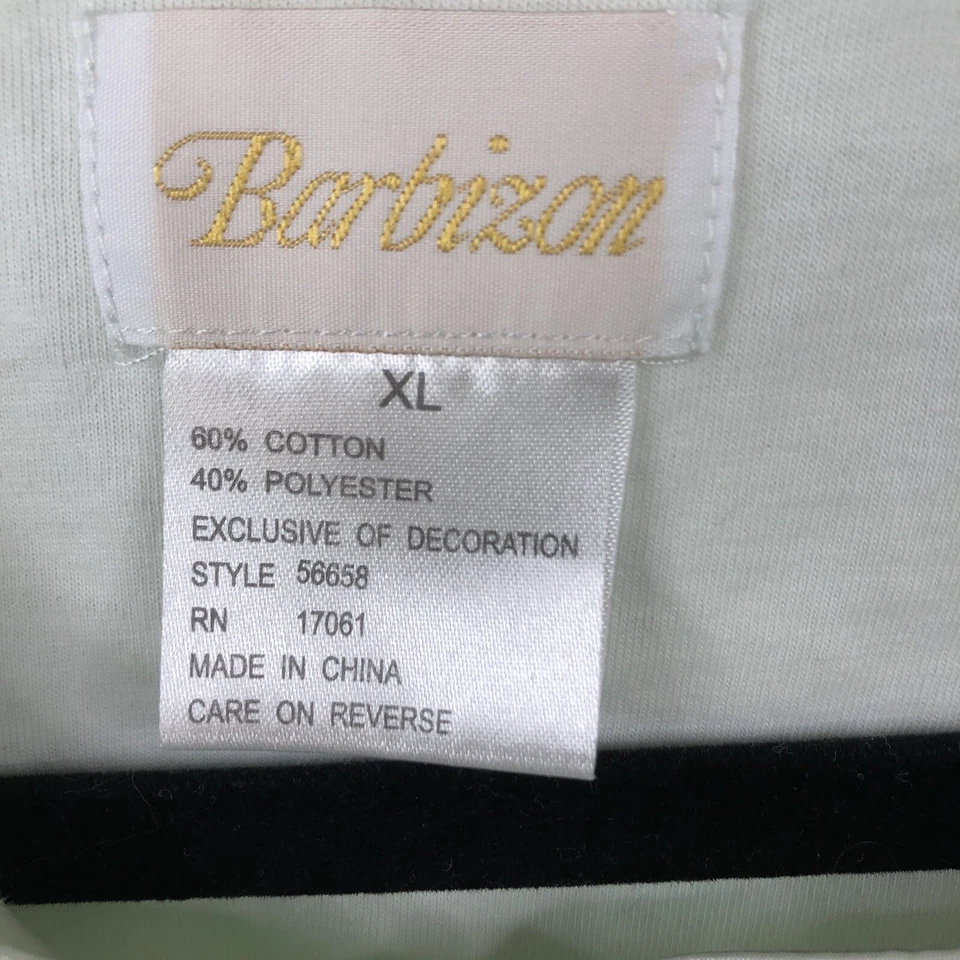 Barbizon
XL
60% COTTON
40% POLYESTER
EXCLUSIVE OF DECORATION
STYLE 56658
RN 17061
MADE IN CHINA
CARE ON REVERSE